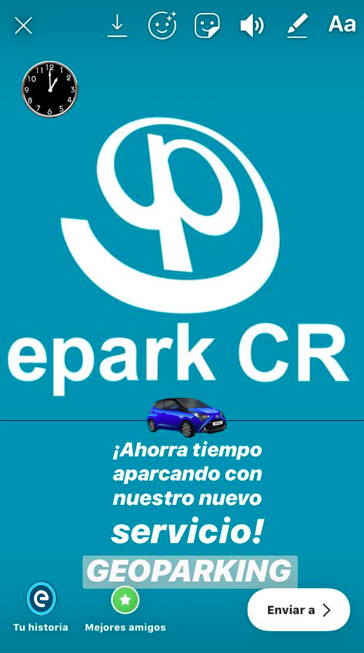 Aa
epark CR
¡Ahorra tiempo
aparcando con
nuestro nuevo
servicio!
GEOPARKING
Enviar a
Tu historia
Mejores amigos